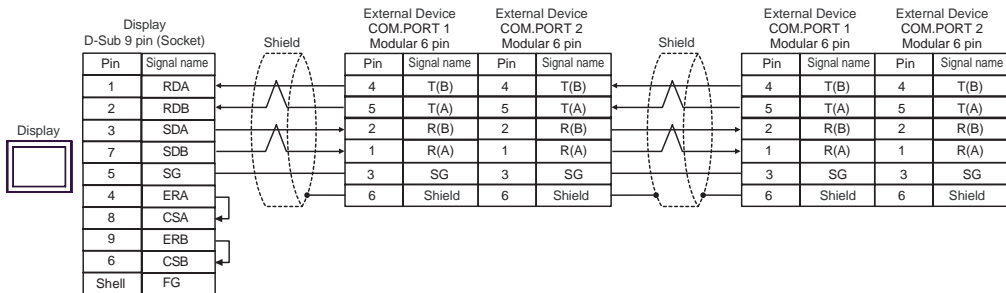 Display
D-Sub 9 pin (Socket)
Shield
External Device
COM.PORT 1
Modular 6 pin
External Device
COM.PORT 2
Modular 6 pin
Shield
External Device
COM.PORT 1
Modular 6 pin
External Device
COM.PORT 2
Modular 6 pin
Display
Pin Signal name
1 RDA
2 RDB
3 SDA
7 SDB
5 SG
4 ERA
8 CSA
9 ERB
6 CSB
Shell FG
Pin Signal name Pin Signal name
4 T(B) 4 T(B)
5 T(A) 5 T(A)
2 R(B) 2 R(B)
1 R(A) 1 R(A)
3 SG 3 SG
6 Shield 6 Shield
Pin Signal name Pin Signal name
4 T(B) 4 T(B)
5 T(A) 5 T(A)
2 R(B) 2 R(B)
1 R(A) 1 R(A)
3 SG 3 SG
6 Shield 6 Shield